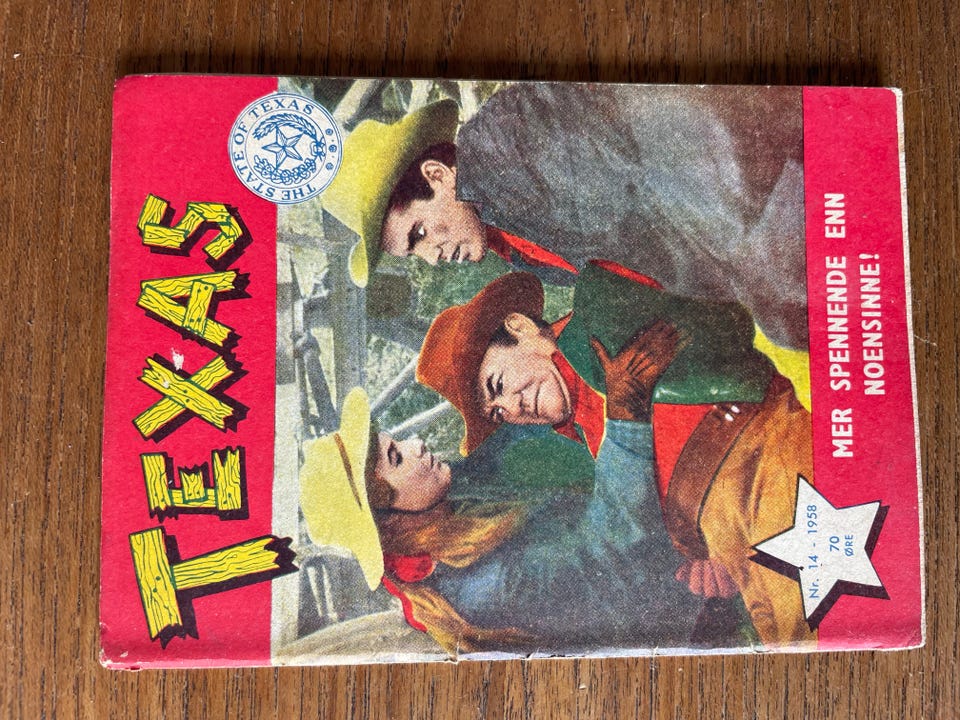 TEXAS
THE STATE OF TEXAS
Nr. 14 - 1958
70
ØRE
MER SPENNENDE ENN
NOENSINNE!